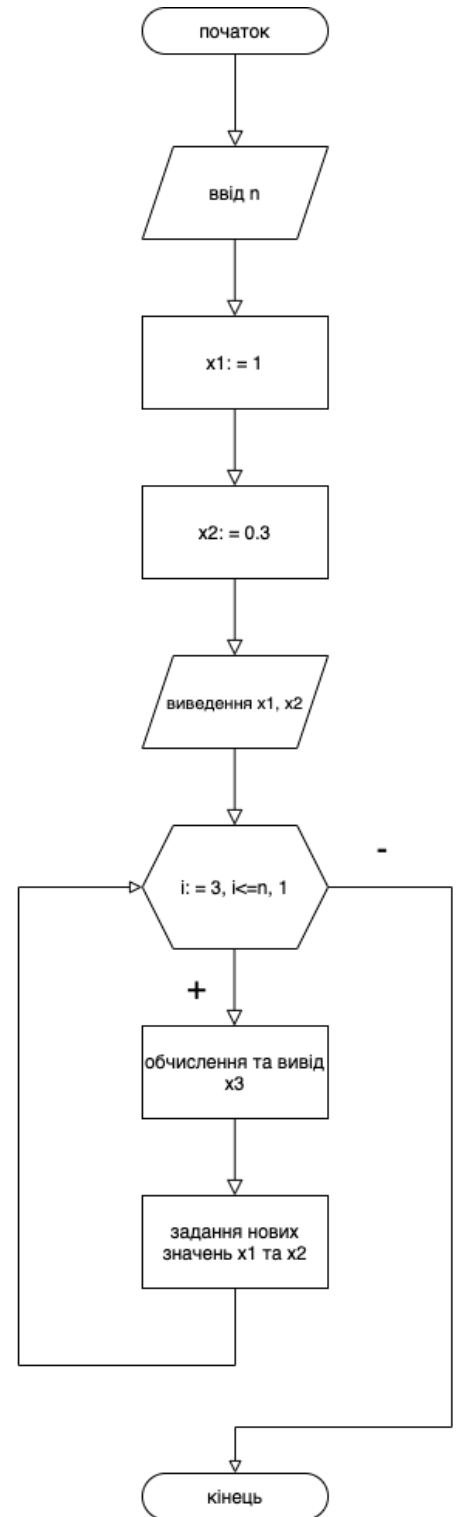 початок
ввід n
x1: = 1
x2: = 0.3
виведення x1, x2
-
i: = 3, i<=n, 1
+
обчислення та вивід
x3
задання нових
значень x1 та x2
кінець